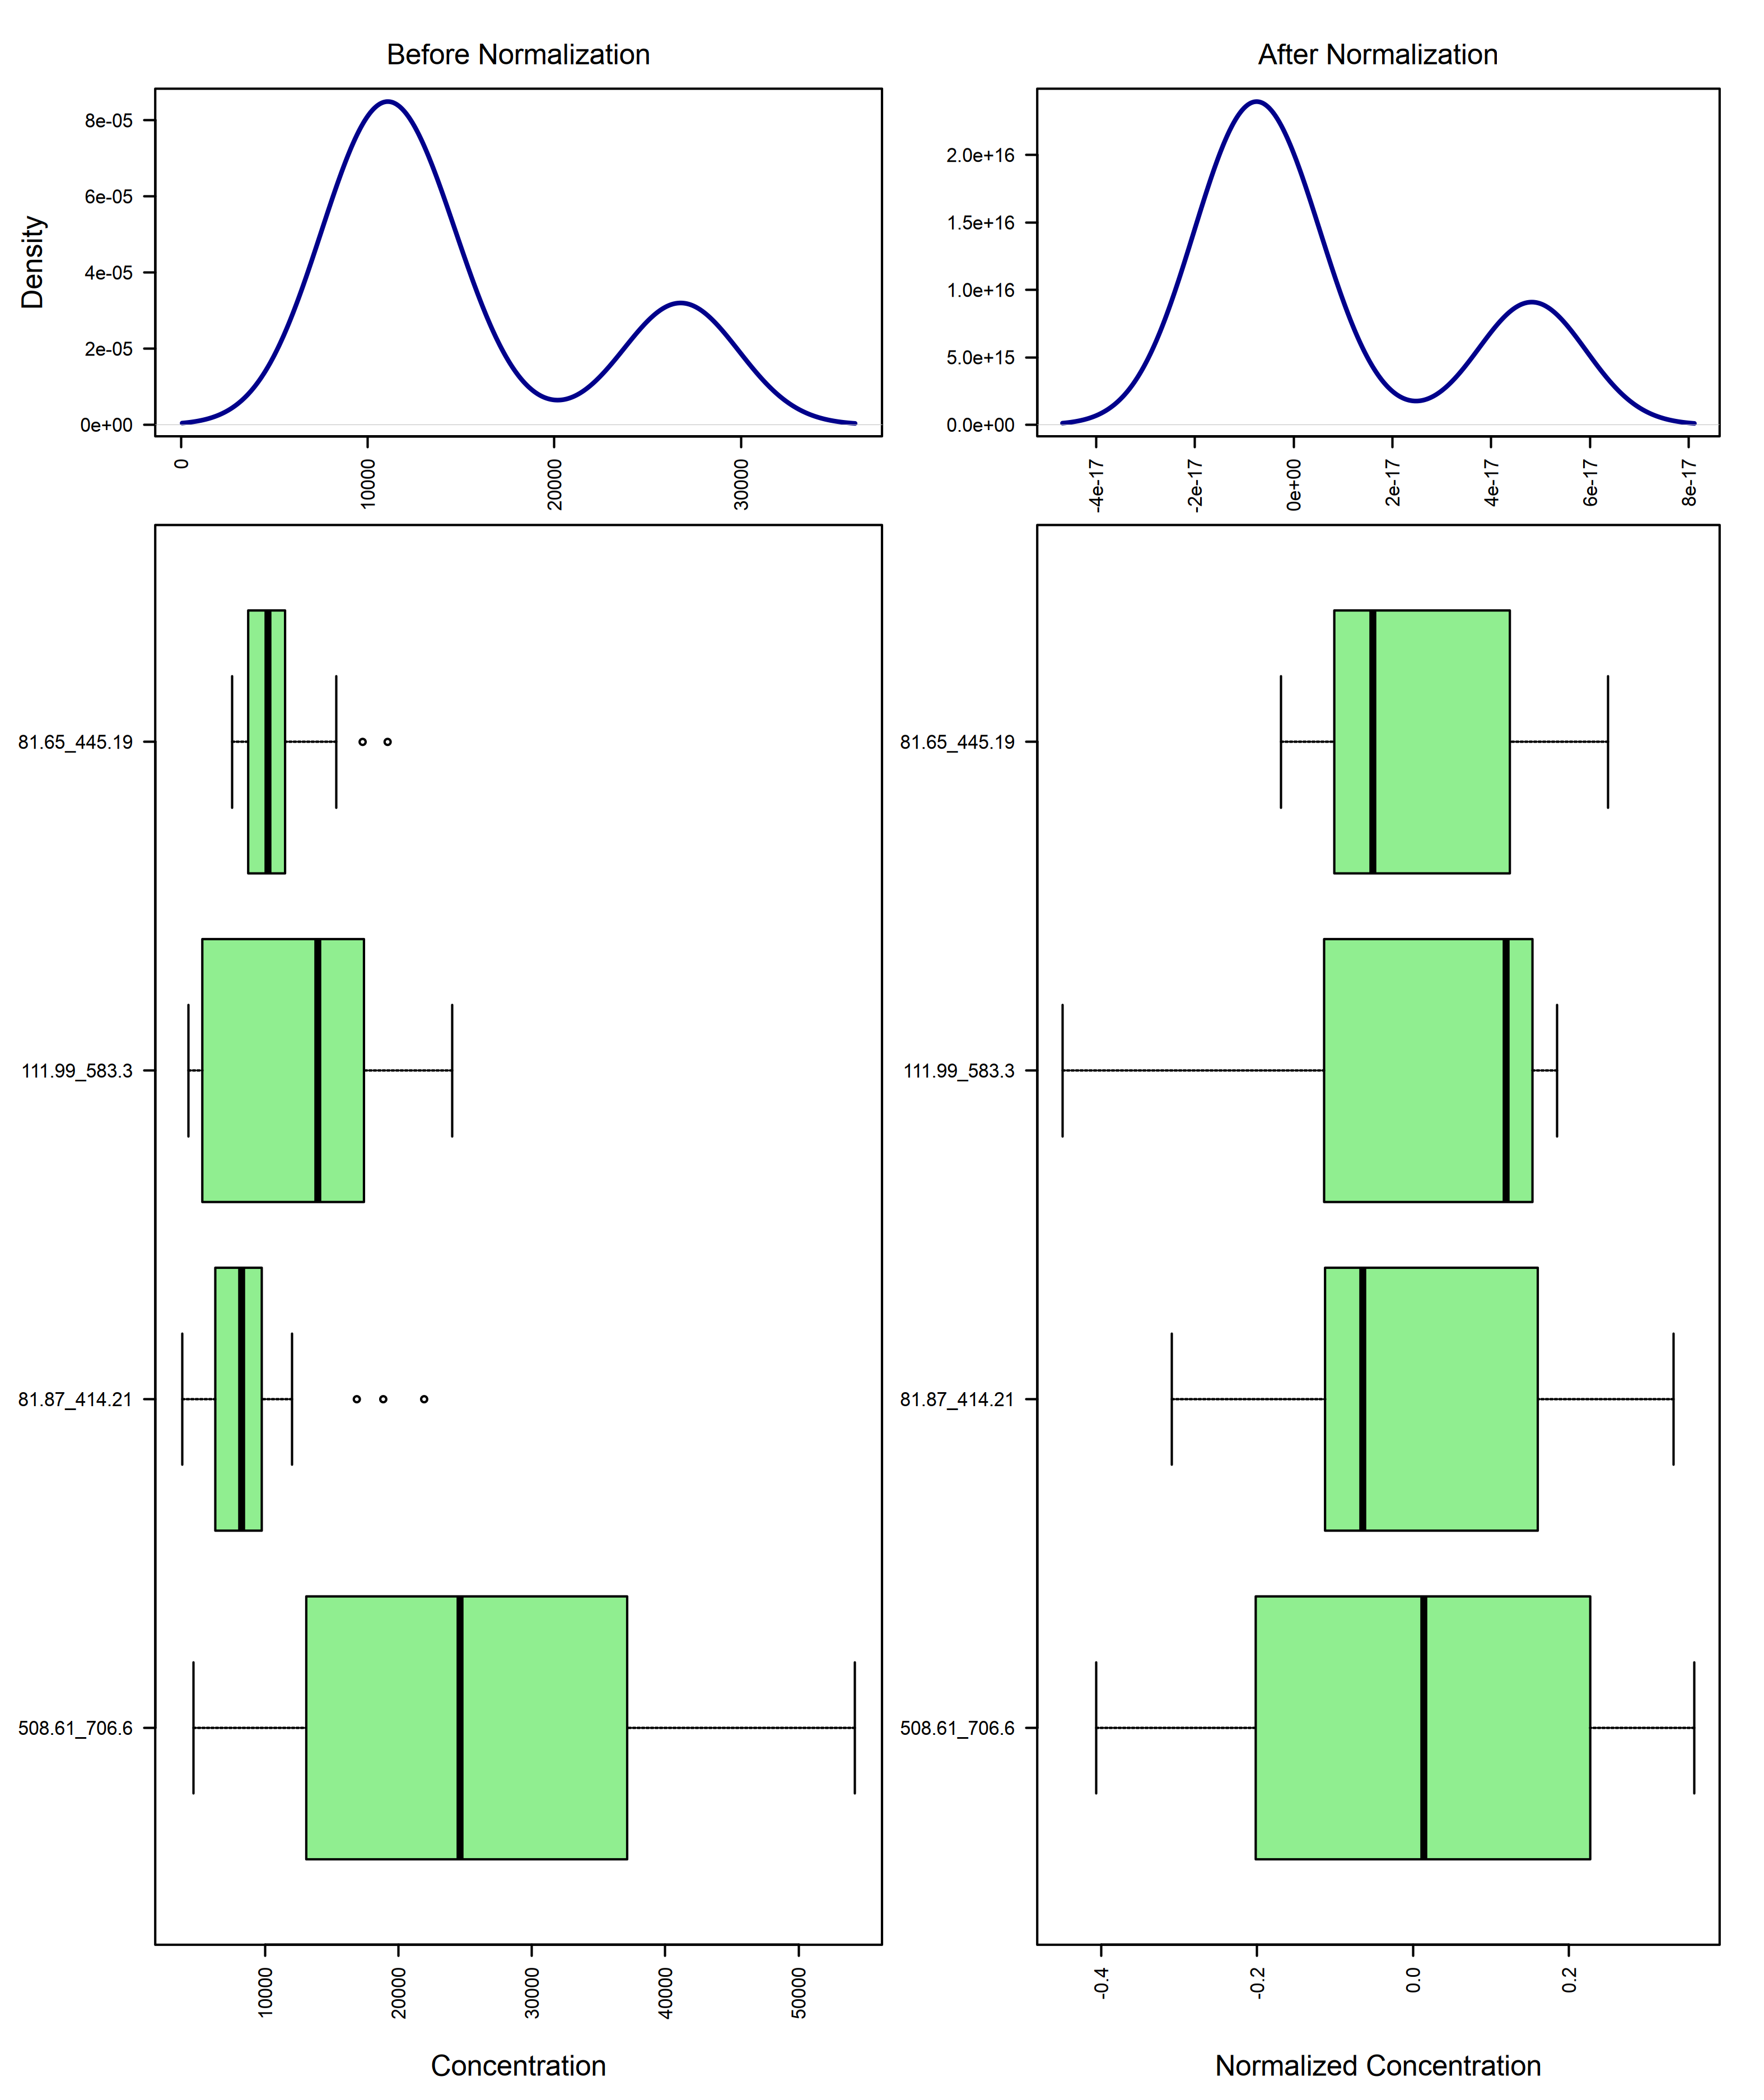 Before Normalization
After Normalization
Density
8e-05
6e-05
4e-05
2e-05
0e+00
0
10000
20000
30000
2.0e+16
1.5e+16
1.0e+16
5.0e+15
0.0e+00
-4e-17
-2e-17
0e+00
2e-17
4e-17
6e-17
8e-17
81.65_445.19
111.99_583.3
81.87_414.21
508.61_706.6
10000
20000
30000
40000
50000
Concentration
81.65_445.19
111.99_583.3
81.87_414.21
508.61_706.6
-0.4
-0.2
0.0
0.2
Normalized Concentration